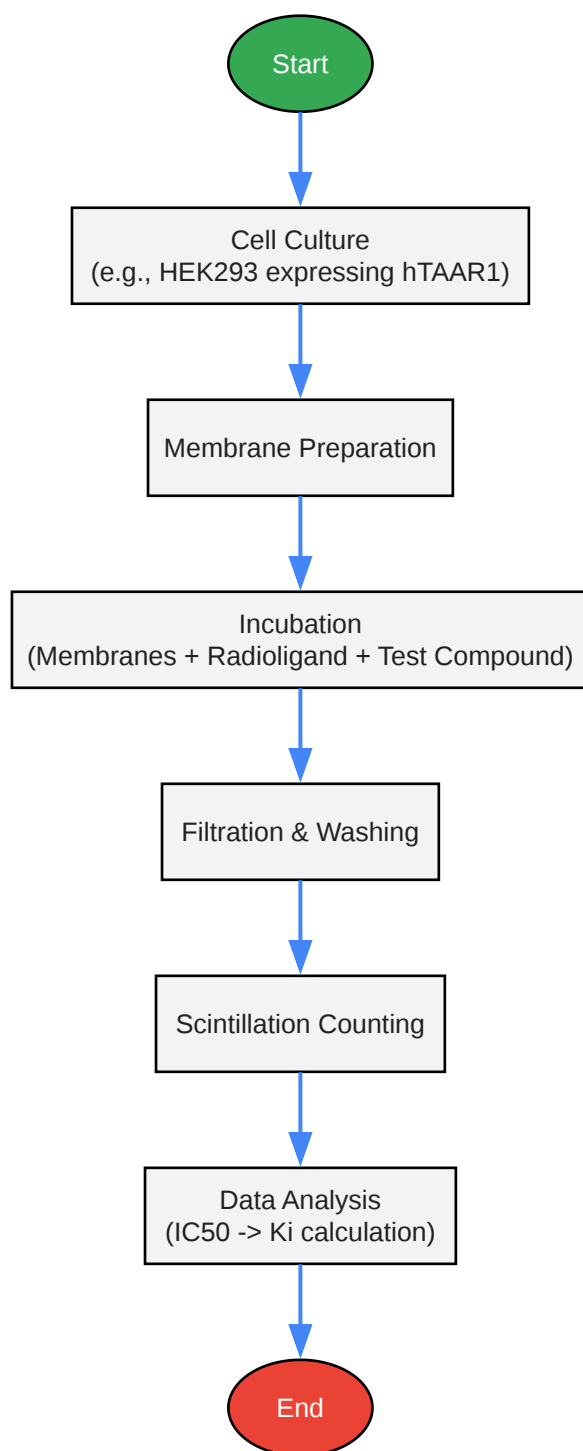 Start
Cell Culture
(e.g., HEK293 expressing hTAAR1)
Membrane Preparation
Incubation
(Membranes + Radioligand + Test Compound)
Filtration & Washing
Scintillation Counting
Data Analysis
(IC50 -> Ki calculation)
End